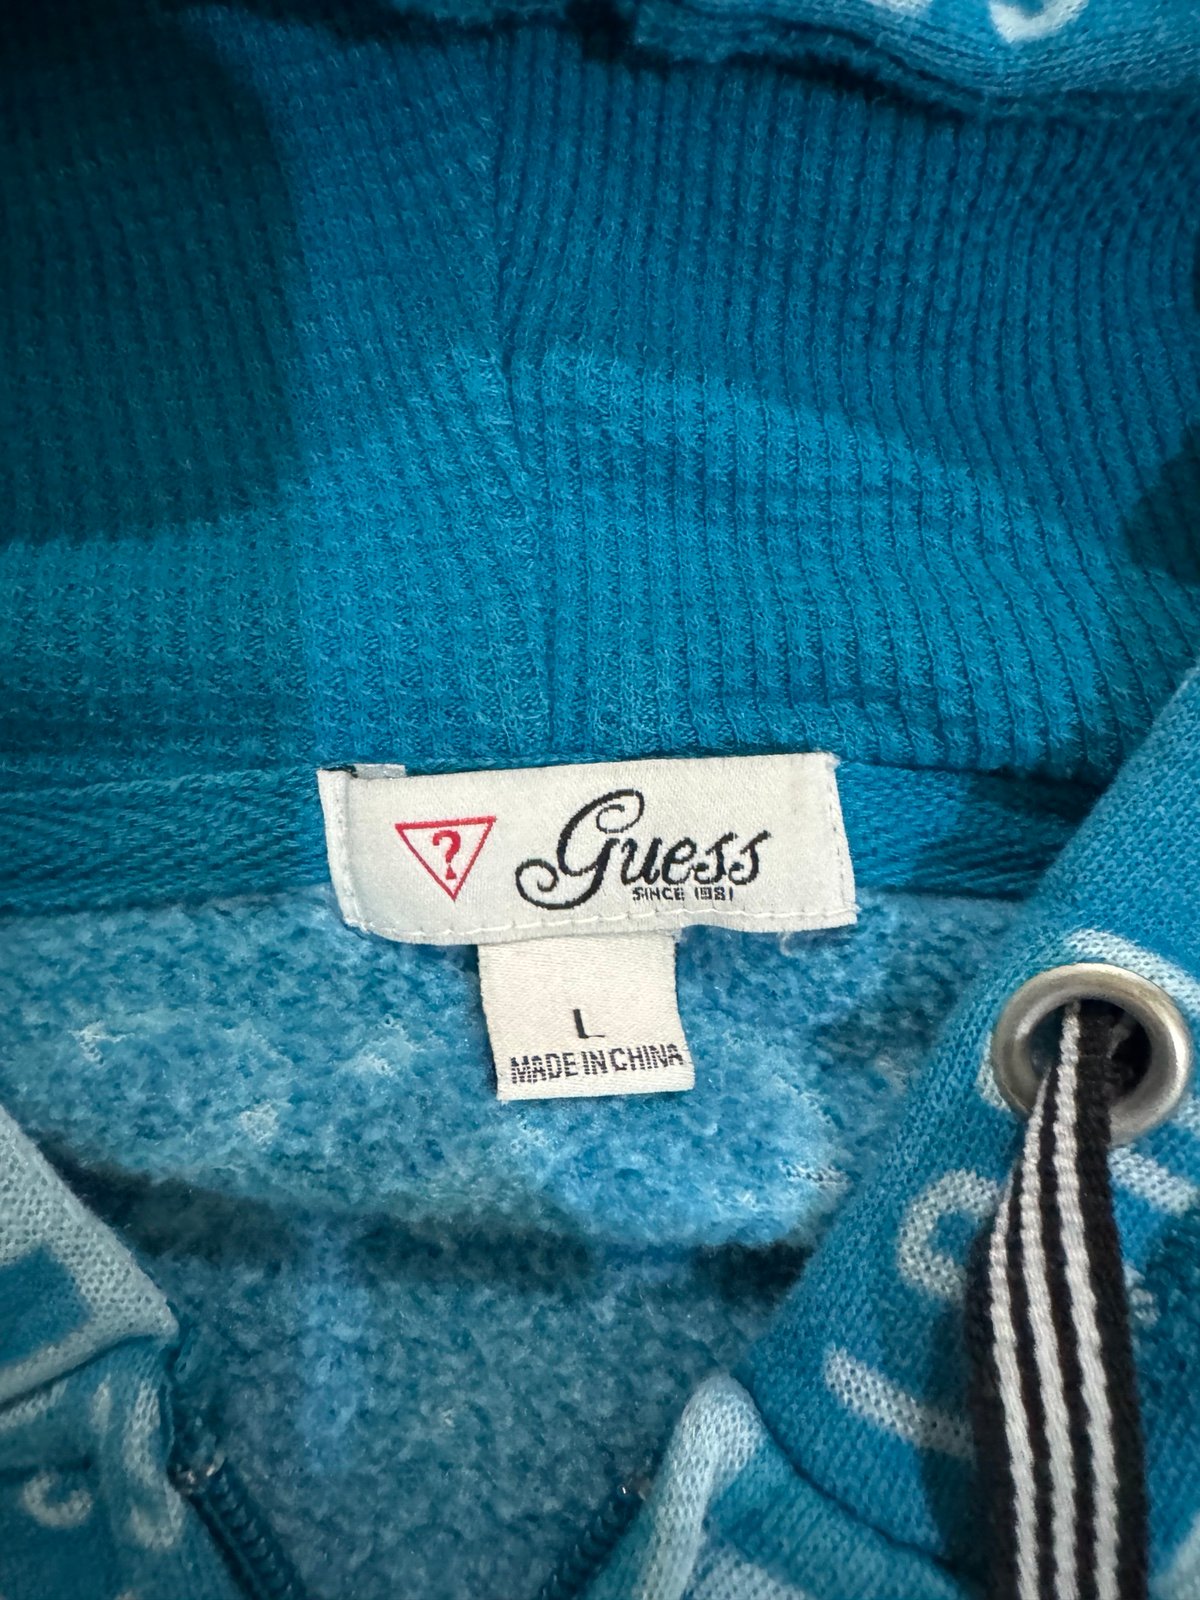 ?
Guess
SINCE 1981
L
MADE IN CHINA